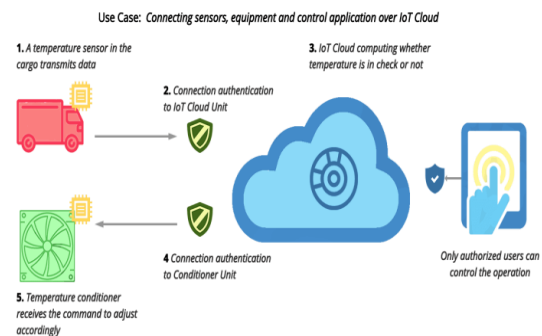 Use Case: Connecting sensors, equipment and control application over IoT Cloud
1. A temperature sensor in the
cargo transmits data
2. Connection authentication
to IoT Cloud Unit
3. IoT Cloud computing whether
temperature is in check or not
4 Connection authentication
to Conditioner Unit
5. Temperature conditioner
receives the command to adjust
accordingly
Only authorized users can
control the operation